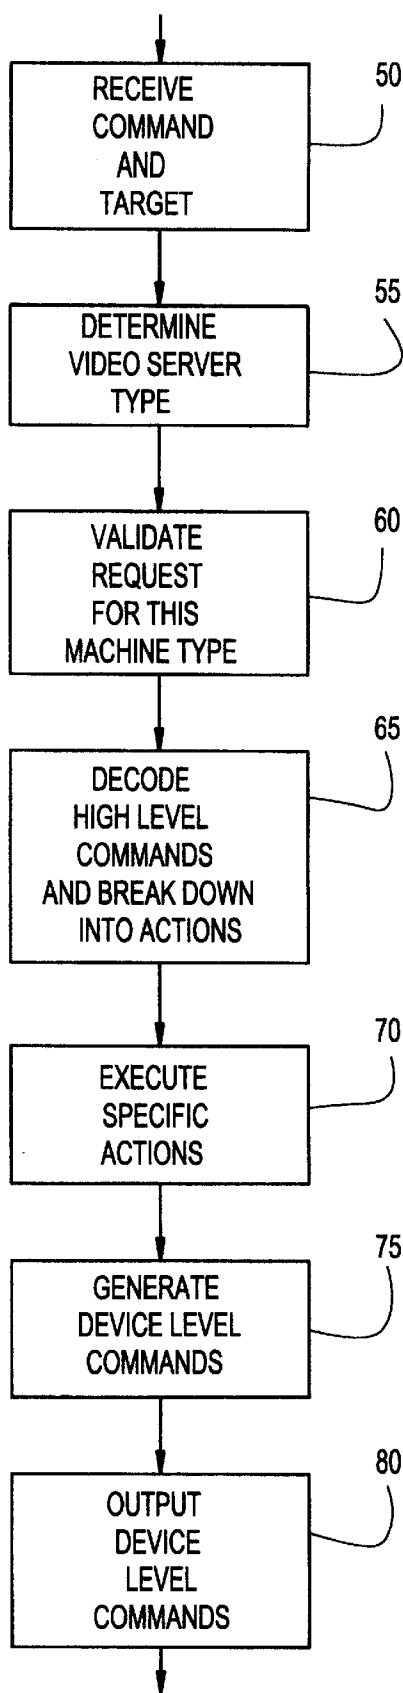 50
RECEIVE
COMMAND
AND
TARGET
55
DETERMINE
VIDEO SERVER
TYPE
60
VALIDATE
REQUEST
FOR THIS
MACHINE TYPE
65
DECODE
HIGH LEVEL
COMMANDS
AND BREAK DOWN
INTO ACTIONS
70
EXECUTE
SPECIFIC
ACTIONS
75
GENERATE
DEVICE LEVEL
COMMANDS
80
OUTPUT
DEVICE
LEVEL
COMMANDS